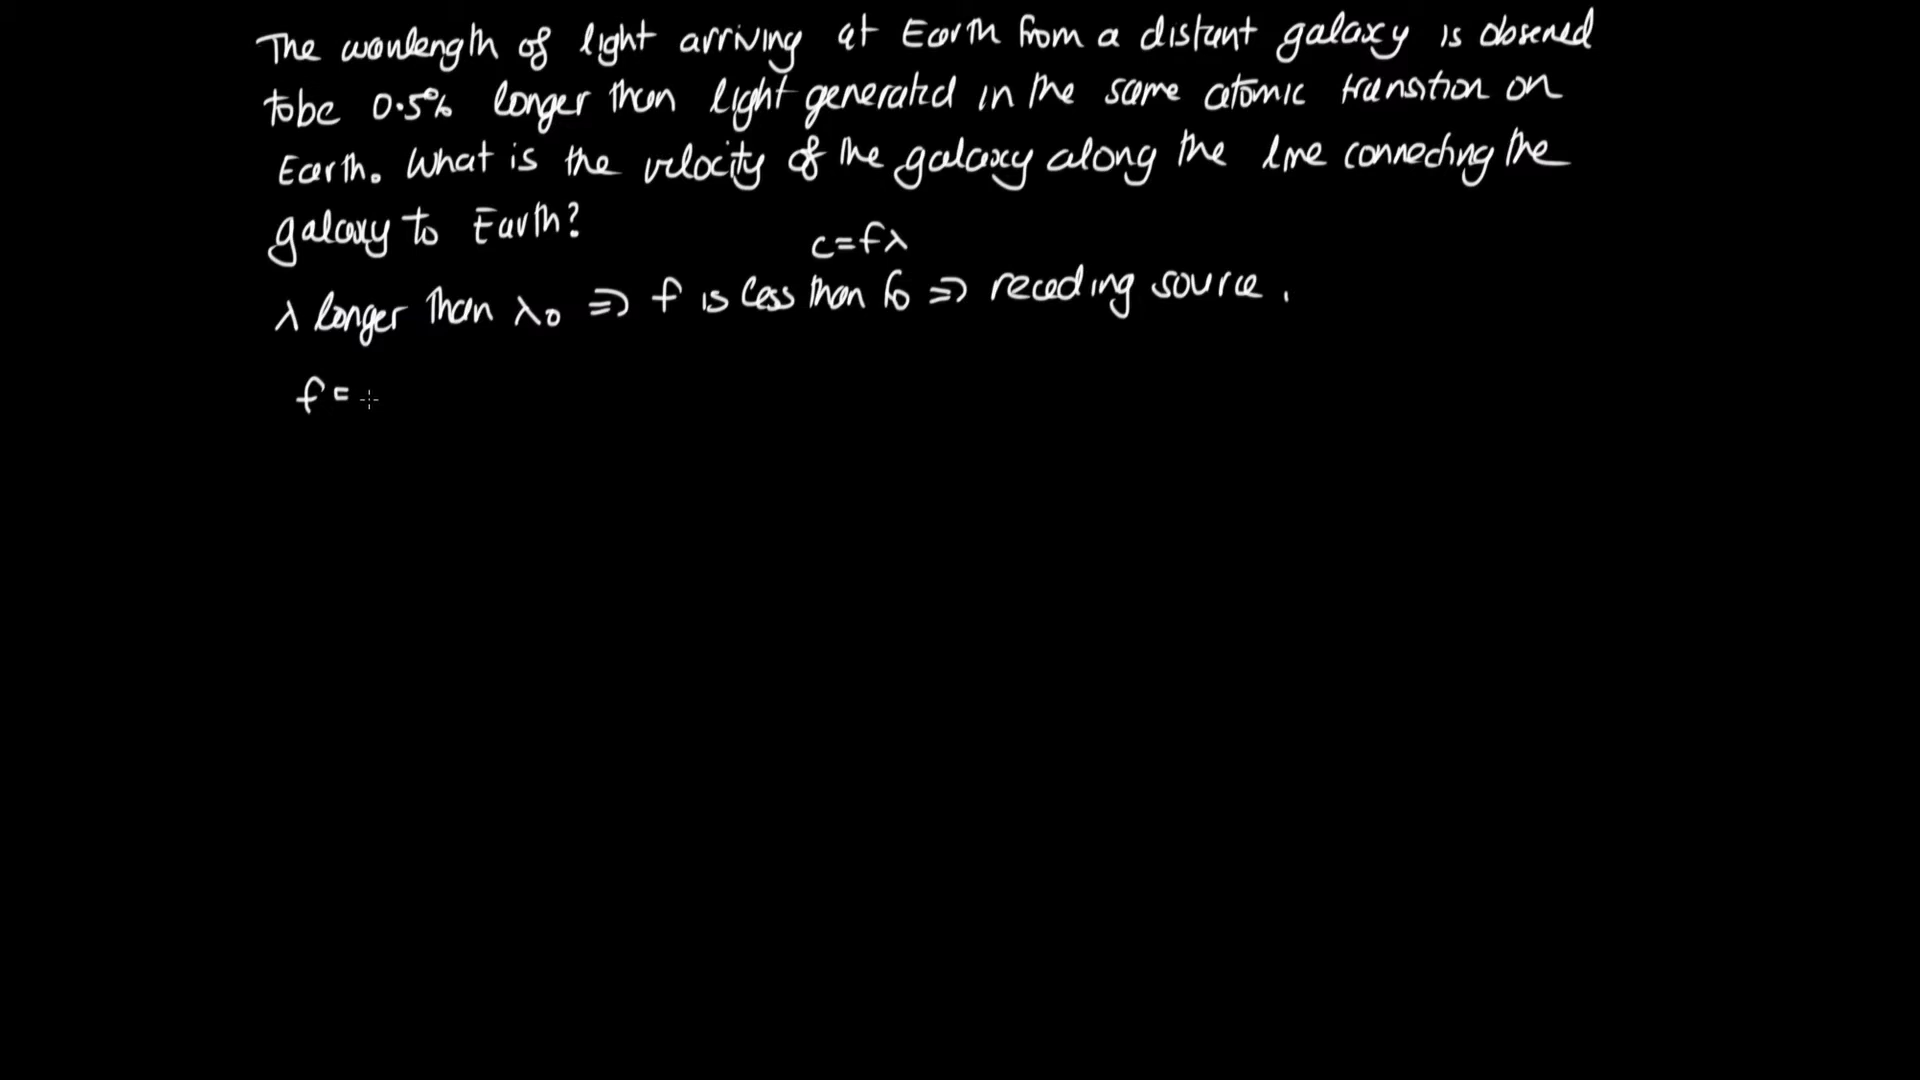 The wavelength of light arriving at Earth from a distant galaxy is observed
to be 0.5% longer than light generated in the same atomic transition on
Earth. What is the velocity of the galaxy along the line connecting the
galaxy to Earth?
c=fλ
λ longer than λ₀ ⇒ f is less than f₀ ⇒ receding source.
f =